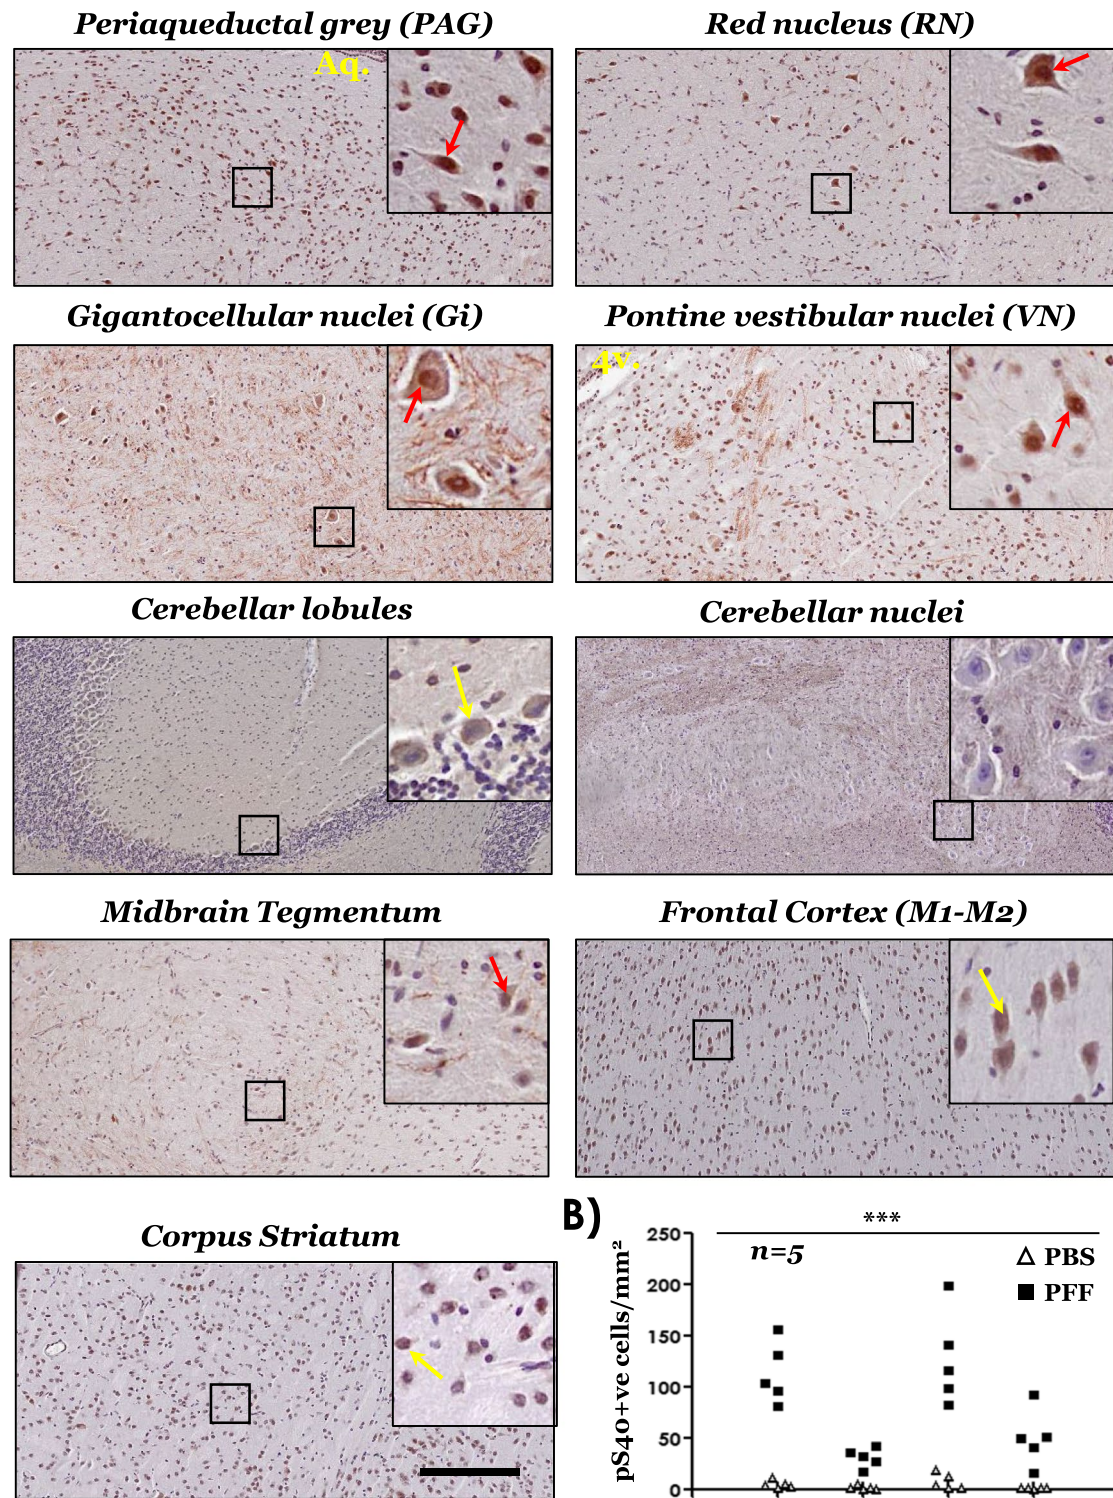 Periaqueductal grey (PAG)
Red nucleus (RN)
Aq.
Gigantocellular nuclei (Gi)
Pontine vestibular nuclei (VN)
4v.
Cerebellar lobules
Cerebellar nuclei
Midbrain Tegmentum
Frontal Cortex (M1-M2)
Corpus Striatum
B)
***
n=5
PBS
PFF
pS40+ve cells/mm²
250
200
150
100
50
0